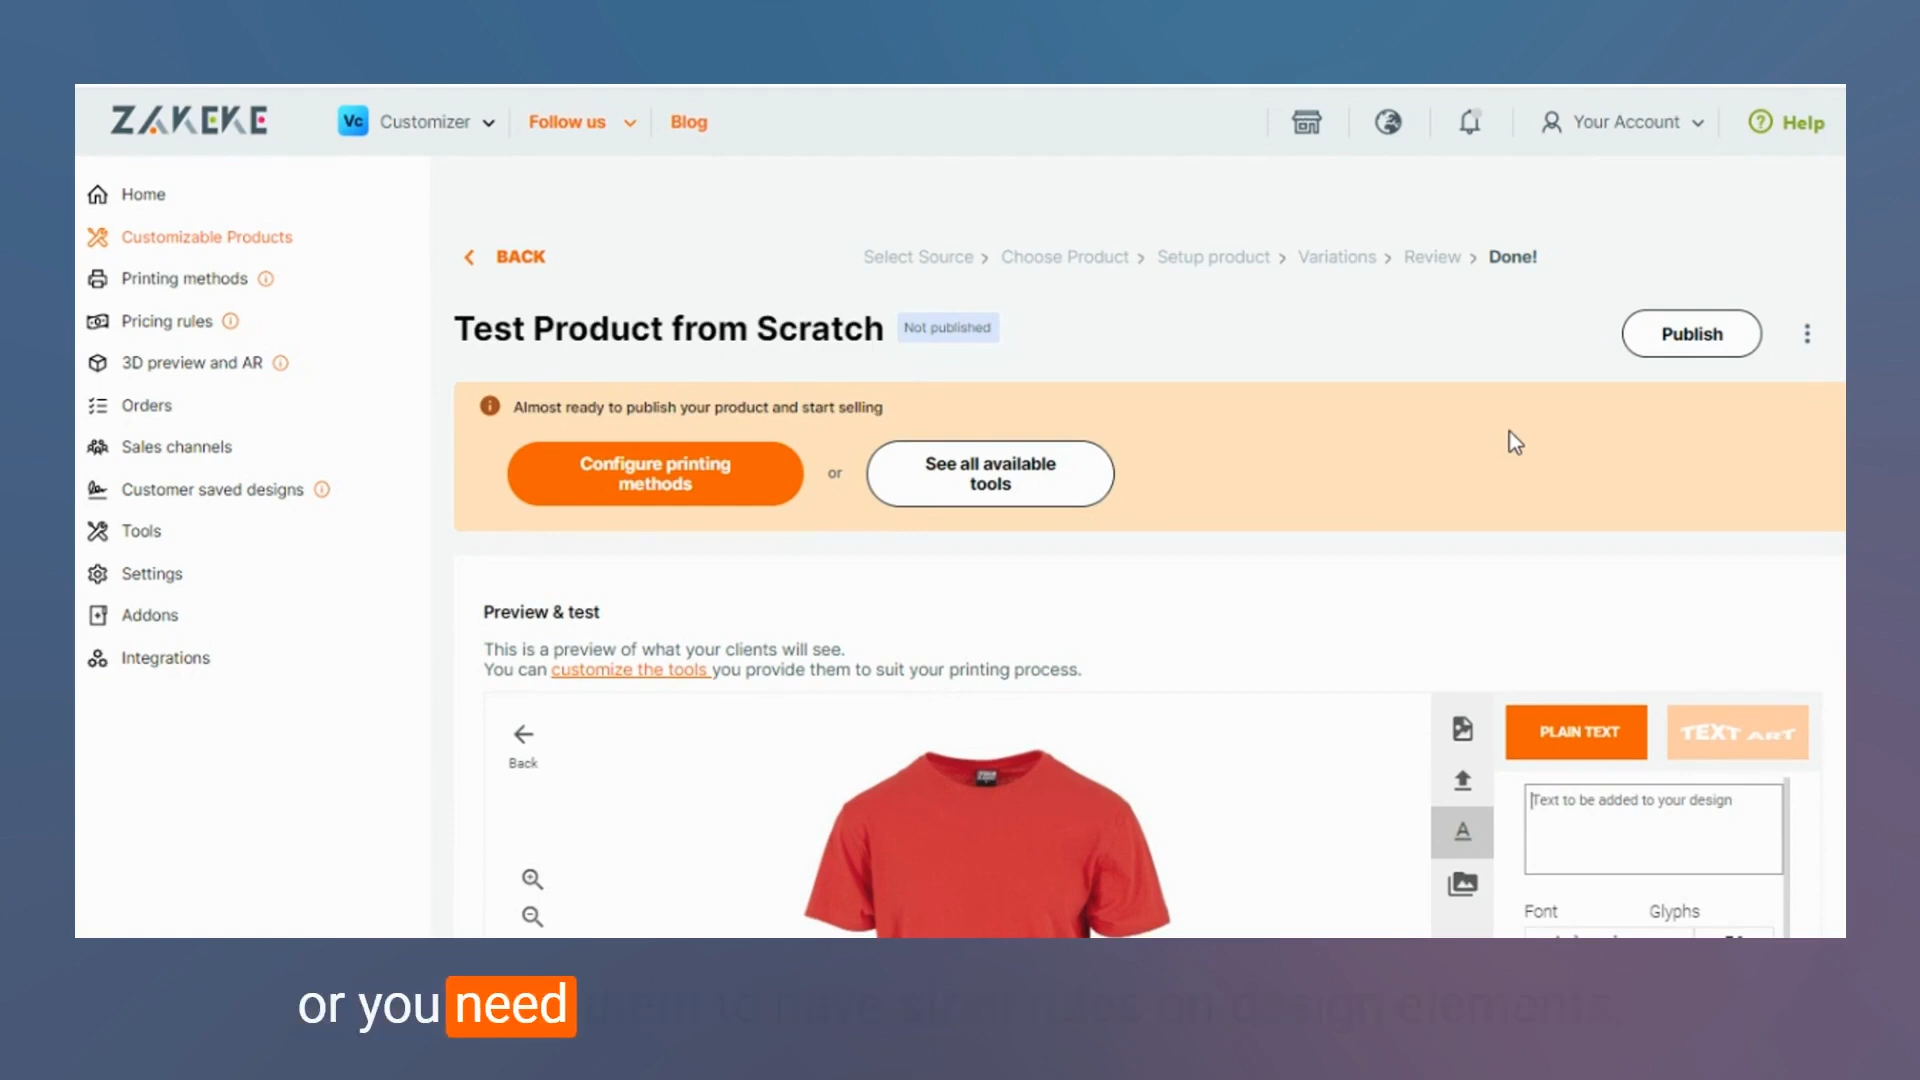 ZAKEKE
Vc Customizer Follow us Blog
Your Account ? Help
Home
Customizable Products
Printing methods
Pricing rules
3D preview and AR
Orders
Sales channels
Customer saved designs
Tools
Settings
Addons
Integrations
BACK
Select Source > Choose Product > Setup product > Variations > Review > Done!
Test Product from Scratch Not published
Publish
Almost ready to publish your product and start selling
Configure printing
methods
or
See all available
tools
Preview & test
This is a preview of what your clients will see.
You can customize the tools you provide them to suit your printing process.
Back
PLAIN TEXT
TEXT ART
Text to be added to your design
Font Glyphs
or you need